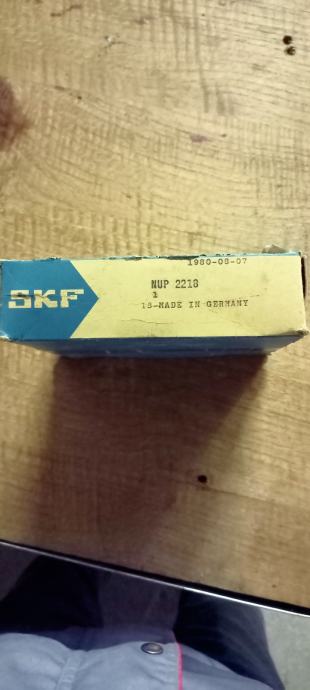 1980-08-07
SKF
NUP 2218
1
18-MADE IN GERMANY